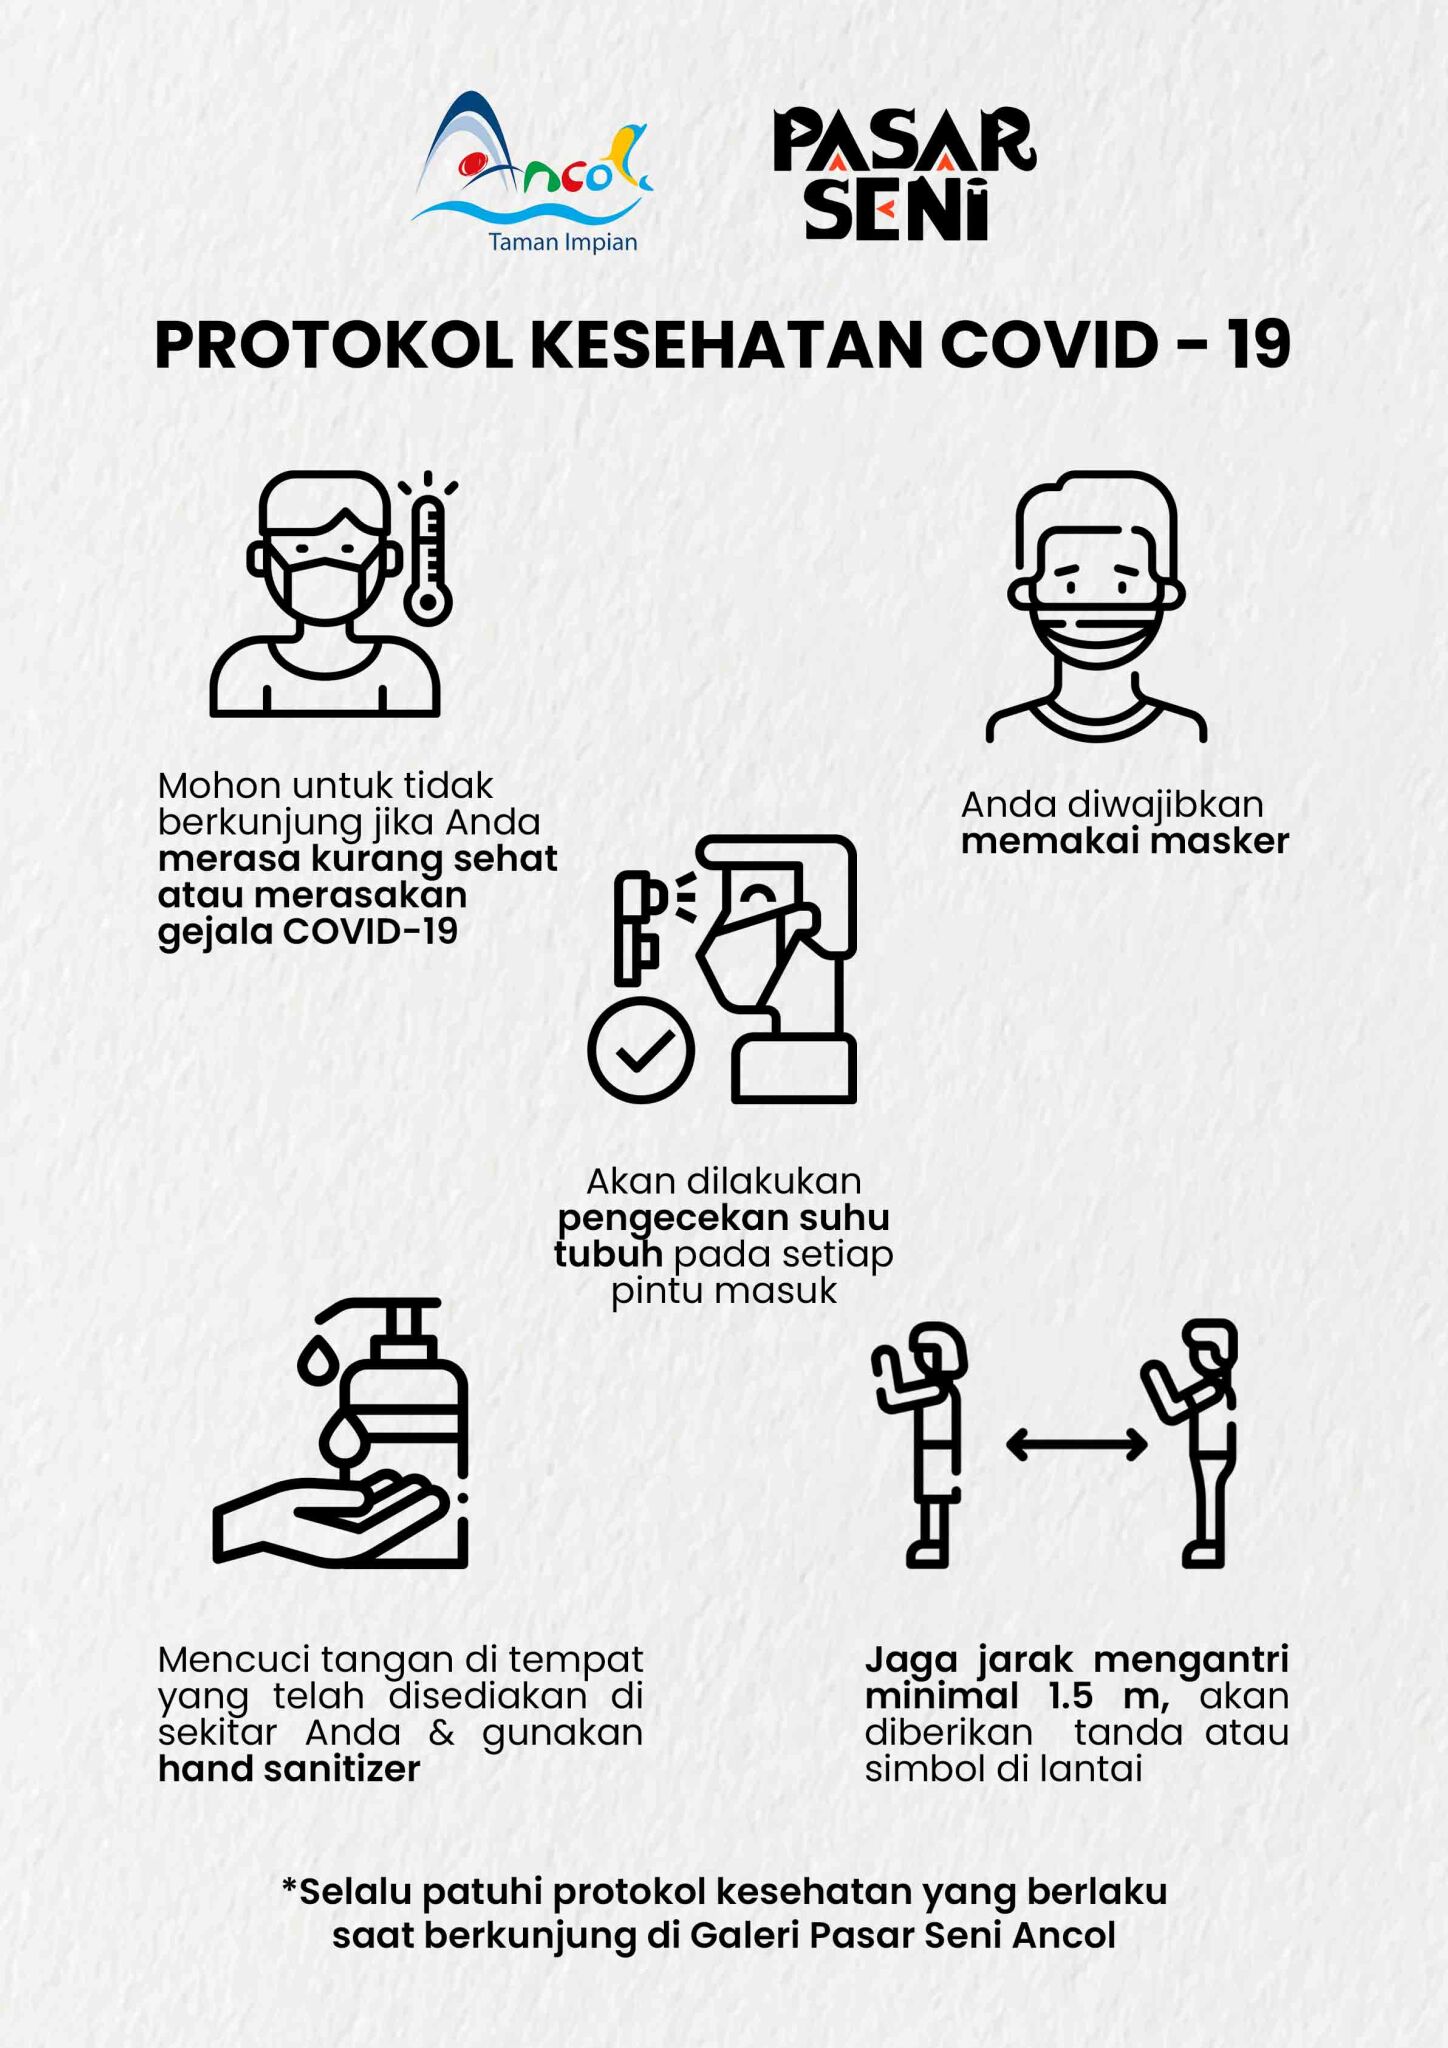 Ancol
Taman Impian
PASAR
SENI
PROTOKOL KESEHATAN COVID - 19
Mohon untuk tidak
berkunjung jika Anda
merasa kurang sehat
atau merasakan
gejala COVID-19
Anda diwajibkan
memakai masker
Akan dilakukan
pengecekan suhu
tubuh pada setiap
pintu masuk
Mencuci tangan di tempat
yang telah disediakan di
sekitar Anda & gunakan
hand sanitizer
Jaga jarak mengantri
minimal 1.5 m, akan
diberikan tanda atau
simbol di lantai
*Selalu patuhi protokol kesehatan yang berlaku
saat berkunjung di Galeri Pasar Seni Ancol